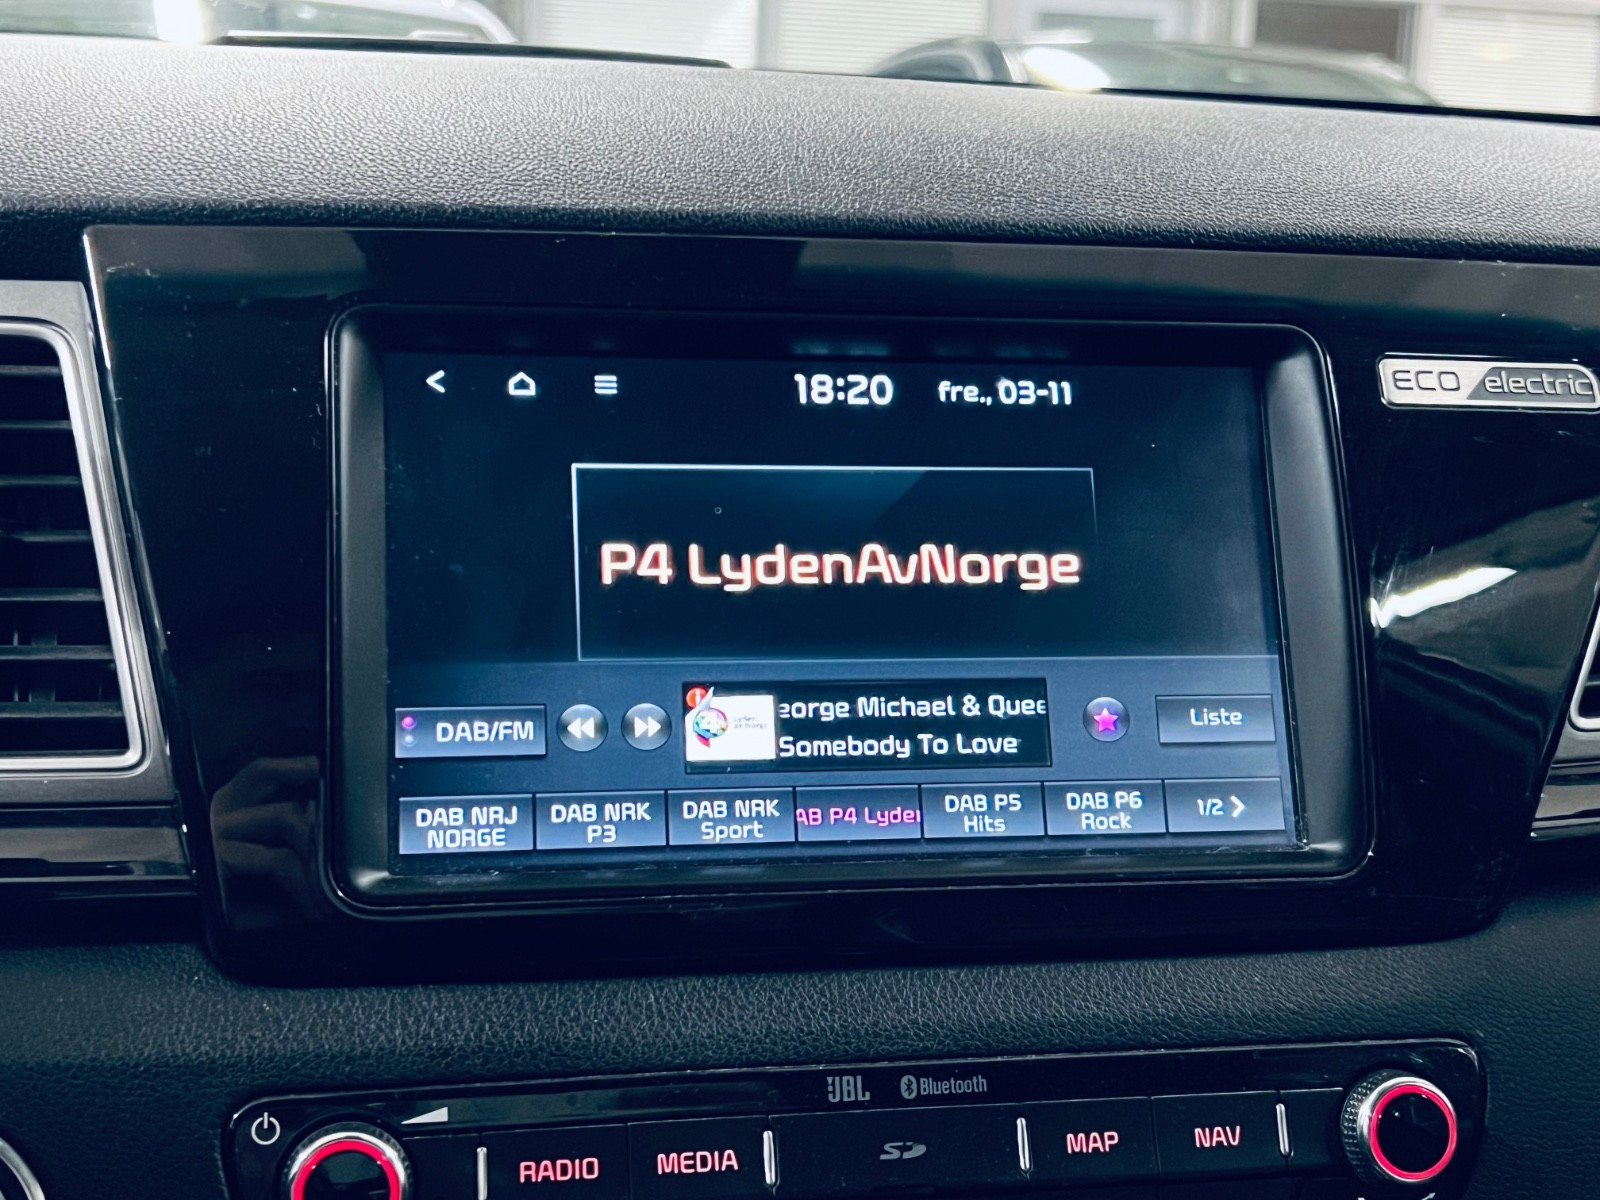 18:20 fre., 03-11
ECO electric
P4 LydenAvNorge
DAB/FM
eorge Michael & Quee
Somebody To Love
Liste
DAB NRJ
NORGE
DAB NRK
P3
DAB NRK
Sport
AB P4 Lyde
DAB P5
Hits
DAB P6
Rock
1/2
JBL Bluetooth
RADIO
MEDIA
SD
MAP
NAV